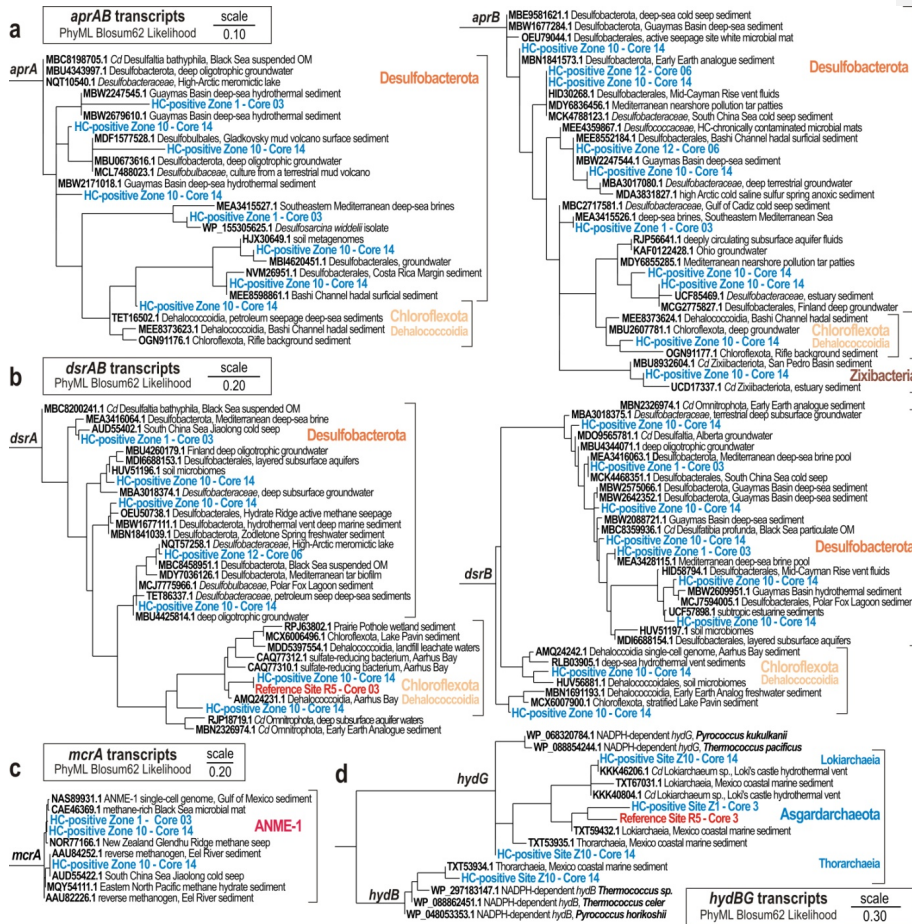 a
aprAB transcripts
PhyML Blosum62 Likelihood
scale
0.10
aprA
MBC8198705.1 Cd Desulfaltia bathyphila, Black Sea suspended OM
MBU4343997.1 Desulfobacterota, deep oligotrophic groundwater
NQT10540.1 Desulfobacteraceae, High-Arctic meromictic lake
MBW2247545.1 Guaymas Basin deep-sea hydrothermal sediment
HC-positive Zone 1 - Core 03
MBW2679610.1 Guaymas Basin deep-sea hydrothermal sediment
HC-positive Zone 10 - Core 14
MDF1577528.1 Desulfobulbales, Gladkovsky mud volcano surface sediment
HC-positive Zone 10 - Core 14
MBU0673616.1 Desulfobacterota, deep oligotrophic groundwater
MCL7488023.1 Desulfobulbaceae, culture from a terrestrial mud volcano
MBW2171018.1 Guaymas Basin deep-sea hydrothermal sediment
HC-positive Zone 10 - Core 14
MEA3415527.1 Southeastern Mediterranean deep-sea brines
HC-positive Zone 1 - Core 03
WP_155305625.1 Desulfosarcina widdelii isolate
HJX30649.1 soil metagenomes
HC-positive Zone 10 - Core 14
MBI4620451.1 Desulfobacterales, groundwater
NVM26951.1 Desulfobacterales, Costa Rica Margin sediment
HC-positive Zone 10 - Core 14
MEE8598861.1 Bashi Channel hadal surficial sediment
HC-positive Zone 10 - Core 14
TET16502.1 Dehalococcoidia, petroleum seepage deep-sea sediments
MEE8373623.1 Dehalococcoidia, Bashi Channel hadal sediment
OGN91176.1 Chloroflexota, Rifle background sediment
Desulfobacterota
Chloroflexota
Dehalococcoidia
aprB
MBE9581621.1 Desulfobacterota, deep-sea cold seep sediment
MBW1677284.1 Desulfobacterota, Guaymas Basin deep-sea sediment
OEU79044.1 Desulfobacterales, active seepage site white microbial mat
HC-positive Zone 10 - Core 14
MBN1841573.1 Desulfobacterota, Early Earth analogue sediment
HC-positive Zone 12 - Core 06
HC-positive Zone 10 - Core 14
HID30268.1 Desulfobacterales, Mid-Cayman Rise vent fluids
MDY6836456.1 Mediterranean nearshore pollution tar patties
MCK4788123.1 Desulfobacteraceae, South China Sea cold seep sediment
MEE4359867.1 Desulfococcaceae, HC-chronically contaminated microbial mats
MEE8552184.1 Desulfobacterales, Bashi Channel hadal surficial sediment
HC-positive Zone 12 - Core 06
MBW2247544.1 Guaymas Basin deep-sea sediment
HC-positive Zone 10 - Core 14
MBA3017080.1 Desulfobacteraceae, deep terrestrial groundwater
MDA3831827.1 high Arctic cold saline sulfur spring anoxic sediment
MBC2717581.1 Desulfobacteraceae, Gulf of Cadiz cold seep sediment
MEA3415526.1 deep-sea brines, Southeastern Mediterranean Sea
HC-positive Zone 1 - Core 03
RJP56641.1 deeply circulating subsurface aquifer fluids
KAF0122428.1 Ohio groundwater
MDY6855285.1 Mediterranean nearshore pollution tar patties
HC-positive Zone 10 - Core 14
HC-positive Zone 10 - Core 14
UCF85469.1 Desulfobacteraceae, estuary sediment
MCG2775827.1 Desulfobacterales, Finland deep groundwater
MEE8373624.1 Dehalococcoidia, Bashi Channel hadal sediment
MBU2607781.1 Chloroflexota, deep groundwater
HC-positive Zone 10 - Core 14
OGN91177.1 Chloroflexota, Rifle background sediment
MBU8932604.1 Cd Zixiibacteriota, San Pedro Basin sediment
HC-positive Zone 10 - Core 14
UCD17337.1 Cd Zixiibacteriota, estuary sediment
Desulfobacterota
Chloroflexota
Dehalococcoidia
Zixibacteria
b
dsrAB transcripts
PhyML Blosum62 Likelihood
scale
0.20
dsrA
MBC8200241.1 Cd Desulfaltia bathyphila, Black Sea suspended OM
MEA3416064.1 Desulfobacterota, Mediterranean deep-sea brine
AUD55402.1 South China Sea Jiaolong cold seep
HC-positive Zone 1 - Core 03
MBU4260179.1 Finland deep oligotrophic groundwater
MDI6688153.1 Desulfobacterales, layered subsurface aquifers
HUV51196.1 soil microbiomes
HC-positive Zone 10 - Core 14
MBA3018374.1 Desulfobacteraceae, deep subsurface groundwater
HC-positive Zone 10 - Core 14
OEU50738.1 Desulfobacterales, Hydrate Ridge active methane seepage
MBW1677111.1 Desulfobacterota, hydrothermal vent deep marine sediment
MBN1841039.1 Desulfobacterota, Zodletone Spring freshwater sediment
NQT57258.1 Desulfobacteraceae, High-Arctic meromictic lake
HC-positive Zone 12 - Core 06
MBC8458951.1 Desulfobacterota, Black Sea suspended OM
MDY7036126.1 Desulfobacterota, Mediterranean tar biofilm
MCJ7775966.1 Desulfobulbaceae, Polar Fox Lagoon sediment
TET86337.1 Desulfobacteraceae, petroleum seep deep-sea sediments
HC-positive Zone 10 - Core 14
MBU4425814.1 deep oligotrophic groundwater
RPJ63802.1 Prairie Pothole wetland sediment
MCX6006496.1 Chloroflexota, Lake Pavin sediment
MDD5397554.1 Dehalococcoidia, landfill leachate waters
CAQ77312.1 sulfate-reducing bacterium, Aarhus Bay
CAQ77310.1 sulfate-reducing bacterium, Aarhus Bay
HC-positive Zone 10 - Core 14
Reference Site R5 - Core 03
AMQ24231.1 Dehalococcoidia, Aarhus Bay
HC-positive Zone 10 - Core 14
RJP18719.1 Cd Omnitrophota, deep subsurface aquifer waters
MBN2326974.1 Cd Omnitrophota, Early Earth Analogue sediment
Desulfobacterota
Chloroflexota
Dehalococcoidia
dsrB
MBN2326974.1 Cd Omnitrophota, Early Earth analogue sediment
MBA3018375.1 Desulfobacteraceae, terrestrial deep subsurface groundwater
HC-positive Zone 10 - Core 14
MDO9565781.1 Cd Desulfatia, Alberta groundwater
MBU4344071.1 deep oligotrophic groundwater
MEA3416063.1 Desulfobacterota, Mediterranean deep-sea brine pool
HC-positive Zone 1 - Core 03
MCK4468351.1 Desulfobacterales, South China Sea cold seep
MBW2575066.1 Desulfobacterota, Guaymas Basin deep-sea sediment
MBW2642352.1 Desulfobacterota, Guaymas Basin deep-sea sediment
HC-positive Zone 10 - Core 14
MBW2088721.1 Guaymas Basin deep-sea sediment
MBC8359936.1 Cd Desulfatibia profunda, Black Sea particulate OM
HC-positive Zone 10 - Core 14
HC-positive Zone 1 - Core 03
MEA3428115.1 Mediterranean deep-sea brine pool
HID58794.1 Desulfobacterales, Mid-Cayman Rise vent fluids
HC-positive Zone 10 - Core 14
MBW2609951.1 Guaymas Basin hydrothermal sediment
MCJ7594005.1 Desulfobacterales, Polar Fox Lagoon sediment
UCF57898.1 subtropic estuarine sediments
HC-positive Zone 10 - Core 14
HUV51197.1 soil microbiomes
MDI6688154.1 Desulfobacterales, layered subsurface aquifers
AMQ24242.1 Dehalococcoidia single-cell genome, Aarhus Bay sediment
RLB03905.1 deep-sea hydrothermal vent sediments
HC-positive Zone 10 - Core 14
HUV56881.1 Dehalococcoidales, soil microbiomes
MBN1691193.1 Dehalococcoidia, Early Earth Analog freshwater sediment
MCX6007900.1 Chloroflexota, stratified Lake Pavin sediment
HC-positive Zone 10 - Core 14
Desulfobacterota
Chloroflexota
Dehalococcoidia
c
mcrA transcripts
PhyML Blosum62 Likelihood
scale
0.20
mcrA
NAS89931.1 ANME-1 single-cell genome, Gulf of Mexico sediment
CAE46369.1 methane-rich Black Sea microbial mat
HC-positive Zone 1 - Core 03
HC-positive Zone 10 - Core 14
NOR77166.1 New Zealand Glendhu Ridge methane seep
AAU84252.1 reverse methanogen, Eel River sediment
HC-positive Zone 10 - Core 14
AUD55422.1 South China Sea Jiaolong cold seep
MQY54111.1 Eastern North Pacific methane hydrate sediment
AAU82226.1 reverse methanogen, Eel River sediment
ANME-1
d
hydG
WP_068320784.1 NADPH-dependent hydG, Pyrococcus kukulkanii
WP_088854244.1 NADPH-dependent hydG, Thermococcus pacificus
HC-positive Site Z10 - Core 14
KKK46206.1 Cd Lokiarchaeum sp., Loki's castle hydrothermal vent
TXT67031.1 Lokiarchaeia, Mexico coastal marine sediment
KKK40804.1 Cd Lokiarchaeum sp., Loki's castle hydrothermal vent
HC-positive Site Z1 - Core 3
Reference Site R5 - Core 3
TXT59432.1 Lokiarchaeia, Mexico coastal marine sediment
TXT53935.1 Thorarchaeia, Mexico coastal marine sediment
HC-positive Site Z10 - Core 14
Lokiarchaeia
Asgardarchaeota
Thorarchaeia
hydB
TXT53934.1 Thorarchaeia, Mexico coastal marine sediment
HC-positive Site Z10 - Core 14
WP_297183147.1 NADPH-dependent hydB Thermococcus sp.
WP_088862451.1 NADPH-dependent hydB, Thermococcus celer
WP_048053353.1 NADPH-dependent hydB, Pyrococcus horikoshii
hydBG transcripts
PhyML Blosum62 Likelihood
scale
0.30